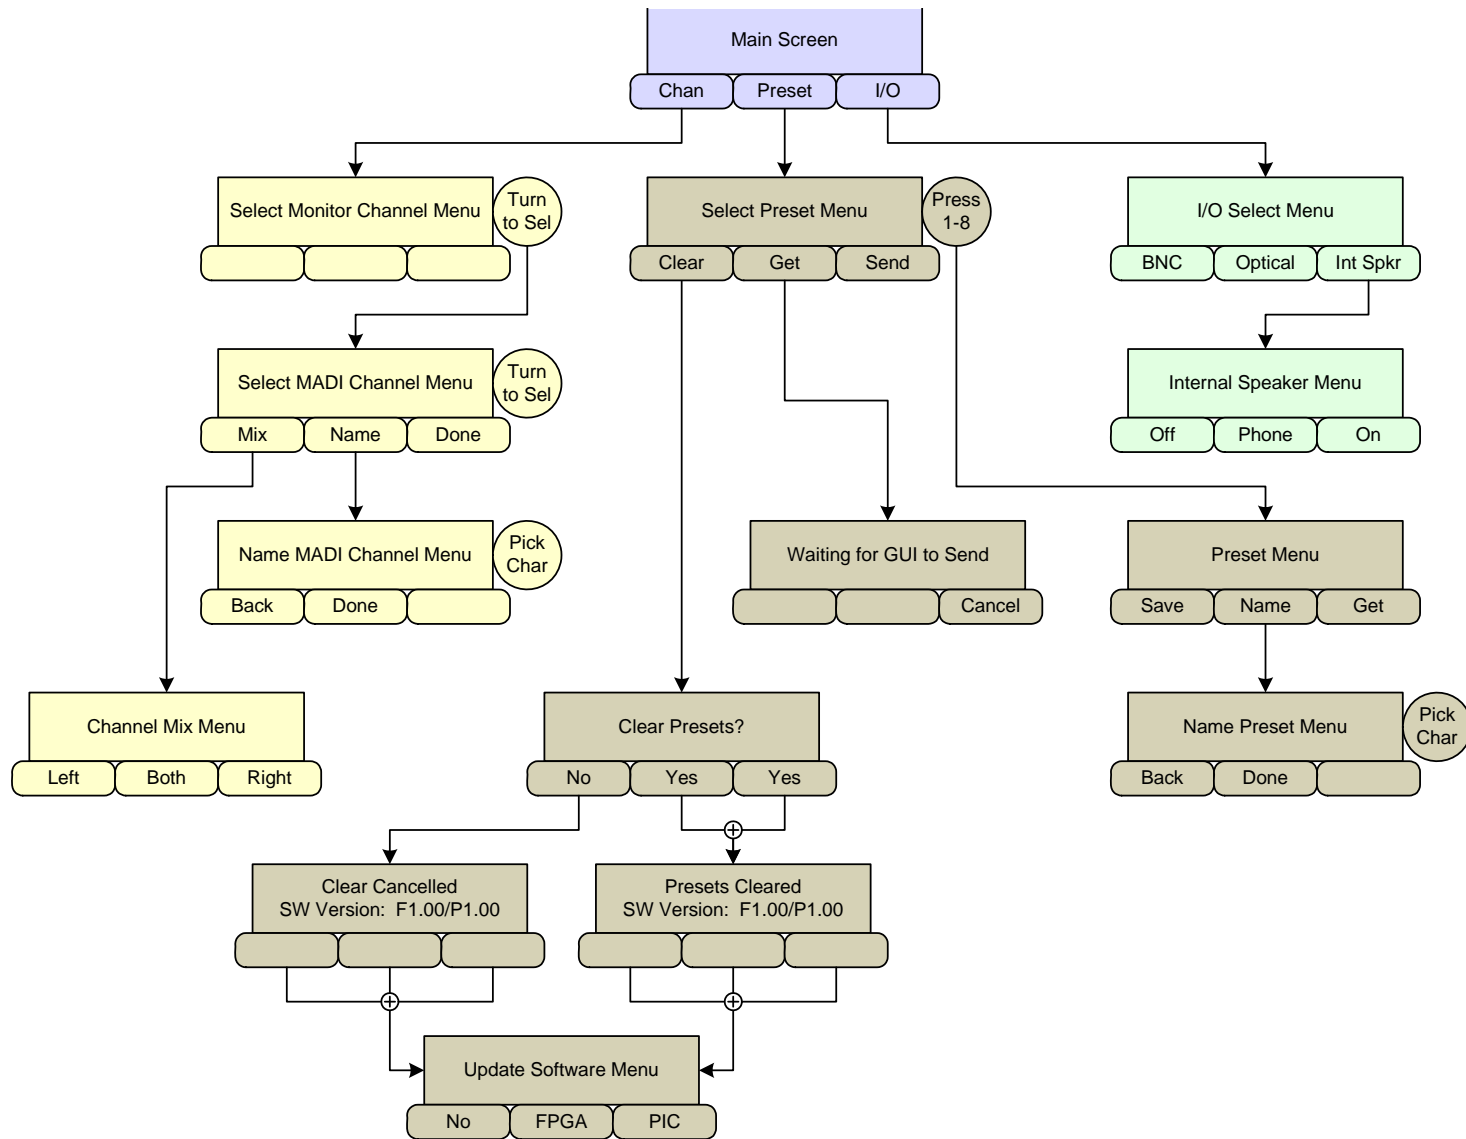 Main Screen
Chan
Preset
I/O
Select Monitor Channel Menu
Turn
to Sel
Select Preset Menu
Press
1-8
Clear
Get
Send
I/O Select Menu
BNC
Optical
Int Spkr
Select MADI Channel Menu
Turn
to Sel
Mix
Name
Done
Internal Speaker Menu
Off
Phone
On
Name MADI Channel Menu
Pick
Char
Back
Done
Waiting for GUI to Send
Cancel
Preset Menu
Save
Name
Get
Channel Mix Menu
Left
Both
Right
Clear Presets?
No
Yes
Yes
Name Preset Menu
Pick
Char
Back
Done
Clear Cancelled
SW Version:  F1.00/P1.00
Presets Cleared
SW Version:  F1.00/P1.00
Update Software Menu
No
FPGA
PIC